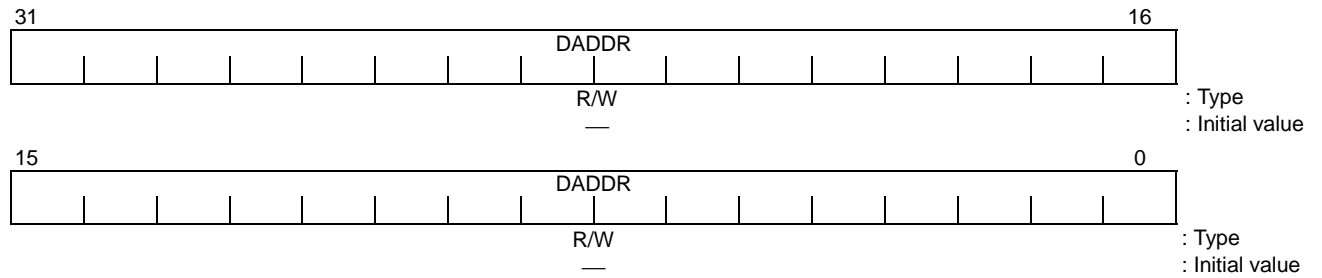 31 16
DADDR
R/W : Type
— : Initial value
15 0
DADDR
R/W : Type
— : Initial value